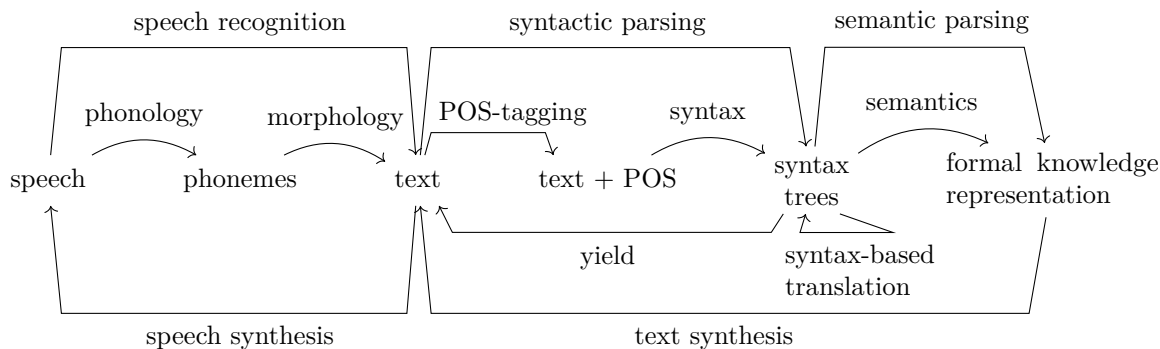 speech recognition
syntactic parsing
semantic parsing
phonology
morphology
POS-tagging
syntax
semantics
speech
phonemes
text
text + POS
syntax
trees
formal knowledge
representation
yield
syntax-based
translation
speech synthesis
text synthesis